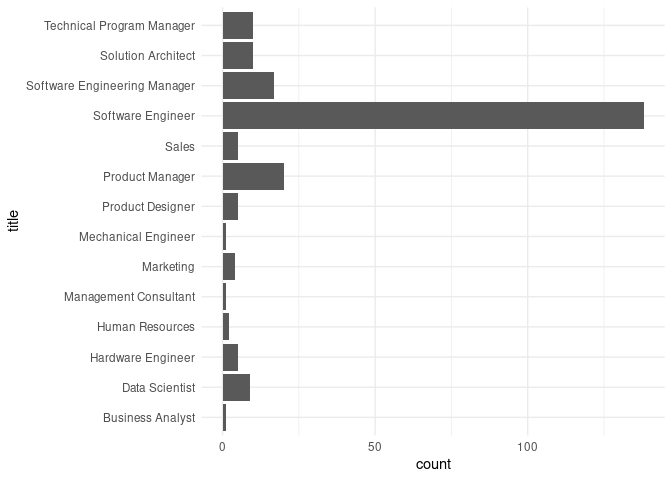 Technical Program Manager
Solution Architect
Software Engineering Manager
Software Engineer
Sales
Product Manager
Product Designer
Mechanical Engineer
Marketing
Management Consultant
Human Resources
Hardware Engineer
Data Scientist
Business Analyst
title
0 50 100
count